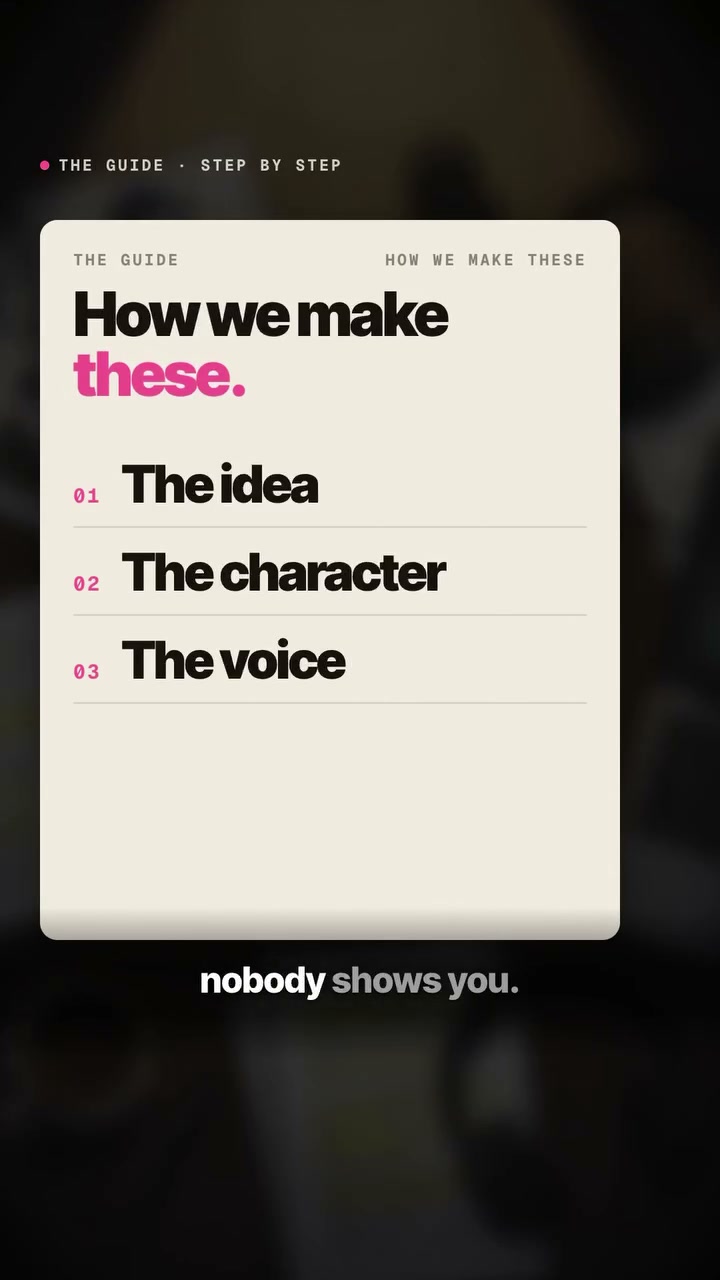 THE GUIDE · STEP BY STEP
THE GUIDE
HOW WE MAKE THESE
How we make
these.
01 The idea
02 The character
03 The voice
nobody shows you.